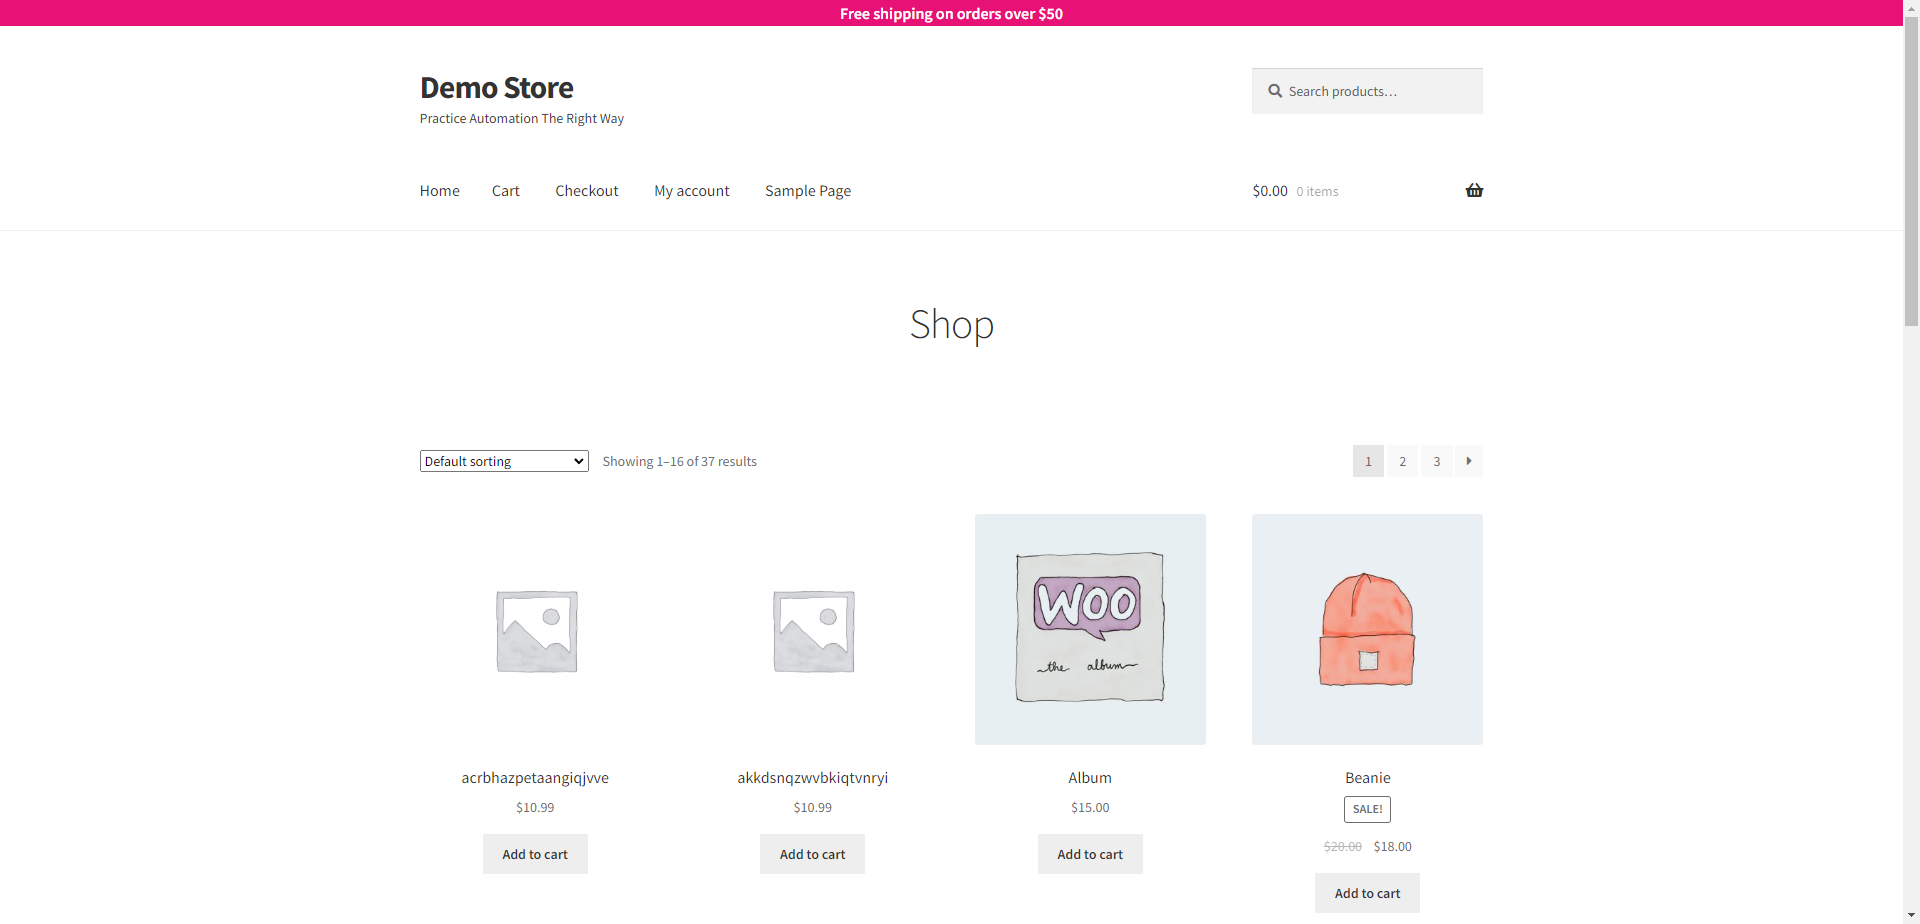 Free shipping on orders over $50
Demo Store
Practice Automation The Right Way
Search products…
Home Cart Checkout My account Sample Page
$0.00 0 items
Shop
Default sorting Showing 1–16 of 37 results
1 2 3
WOO
the album
acrbhazpetaangiqjvve akkdsnqzwvbkiqtvnryi Album Beanie
$10.99 $10.99 $15.00 SALE!
$20.00 $18.00
Add to cart Add to cart Add to cart
Add to cart